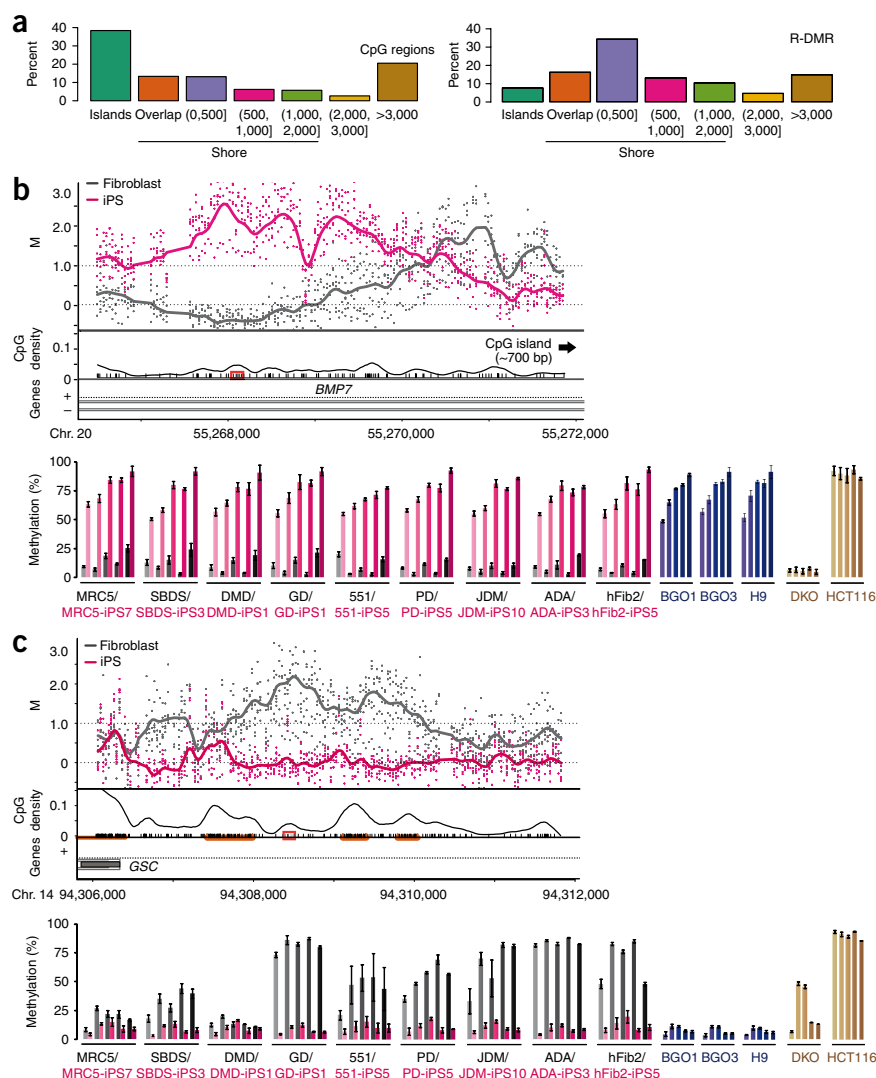 a
40
30
20
10
0
Percent
CpG regions
Islands Overlap (0,500] (500, 1,000] (1,000, 2,000] (2,000, 3,000] >3,000
Shore
40
30
20
10
0
Percent
R-DMR
Islands Overlap (0,500] (500, 1,000] (1,000, 2,000] (2,000, 3,000] >3,000
Shore
b
Fibroblast
iPS
3.0
2.0
1.0
0
M
CpG density
0.1
0
CpG island
(~700 bp)
Genes
+
−
BMP7
Chr. 20 55,268,000 55,270,000 55,272,000
Methylation (%)
100
75
50
25
0
MRC5/ SBDS/ DMD/ GD/ 551/ PD/ JDM/ ADA/ hFib2/ BGO1 BGO3 H9 DKO HCT116
MRC5-iPS7 SBDS-iPS3 DMD-iPS1 GD-iPS1 551-iPS5 PD-iPS5 JDM-iPS10 ADA-iPS3 hFib2-iPS5
c
Fibroblast
iPS
3.0
2.0
1.0
0
M
CpG density
0.1
0
Genes
+
−
GSC
Chr. 14 94,306,000 94,308,000 94,310,000 94,312,000
Methylation (%)
100
75
50
25
0
MRC5/ SBDS/ DMD/ GD/ 551/ PD/ JDM/ ADA/ hFib2/ BGO1 BGO3 H9 DKO HCT116
MRC5-iPS7 SBDS-iPS3 DMD-iPS1 GD-iPS1 551-iPS5 PD-iPS5 JDM-iPS10 ADA-iPS3 hFib2-iPS5